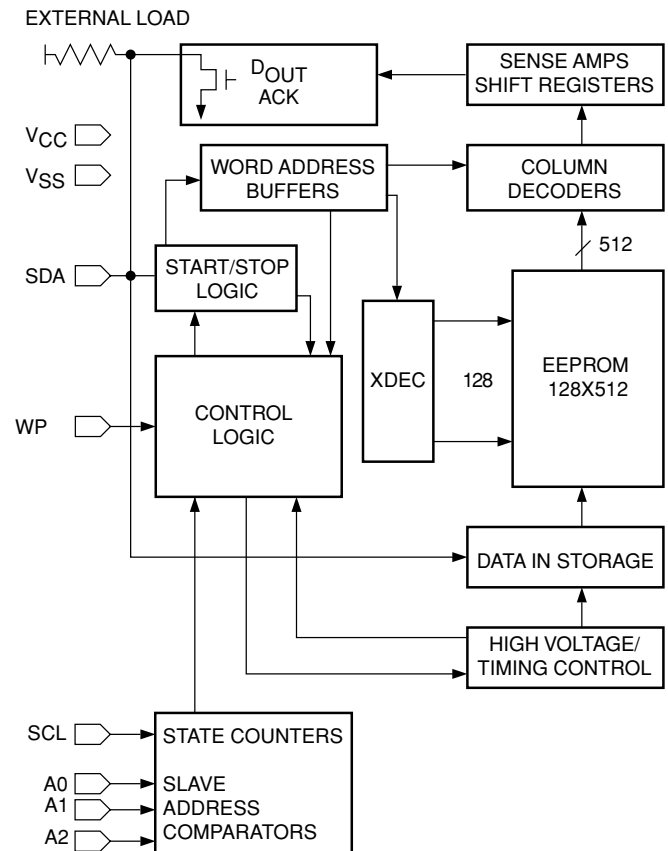 EXTERNAL LOAD
DOUT
ACK
SENSE AMPS
SHIFT REGISTERS
VCC
VSS
WORD ADDRESS
BUFFERS
COLUMN
DECODERS
512
SDA
START/STOP
LOGIC
XDEC
128
EEPROM
128X512
WP
CONTROL
LOGIC
DATA IN STORAGE
HIGH VOLTAGE/
TIMING CONTROL
SCL
STATE COUNTERS
A0
SLAVE
A1
ADDRESS
A2
COMPARATORS